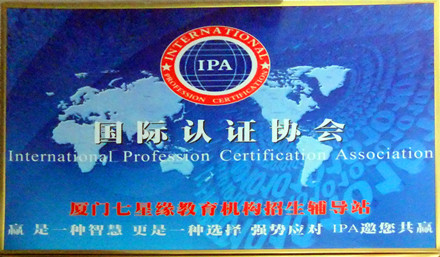 INTERNATIONAL
IPA
PROFESSION CERTIFICATION
国际认证协会
International Profession Certification Association
厦门七星缘教育机构招生辅导站
赢 是一种智慧 更是一种选择 强势应对 IPA邀您共赢